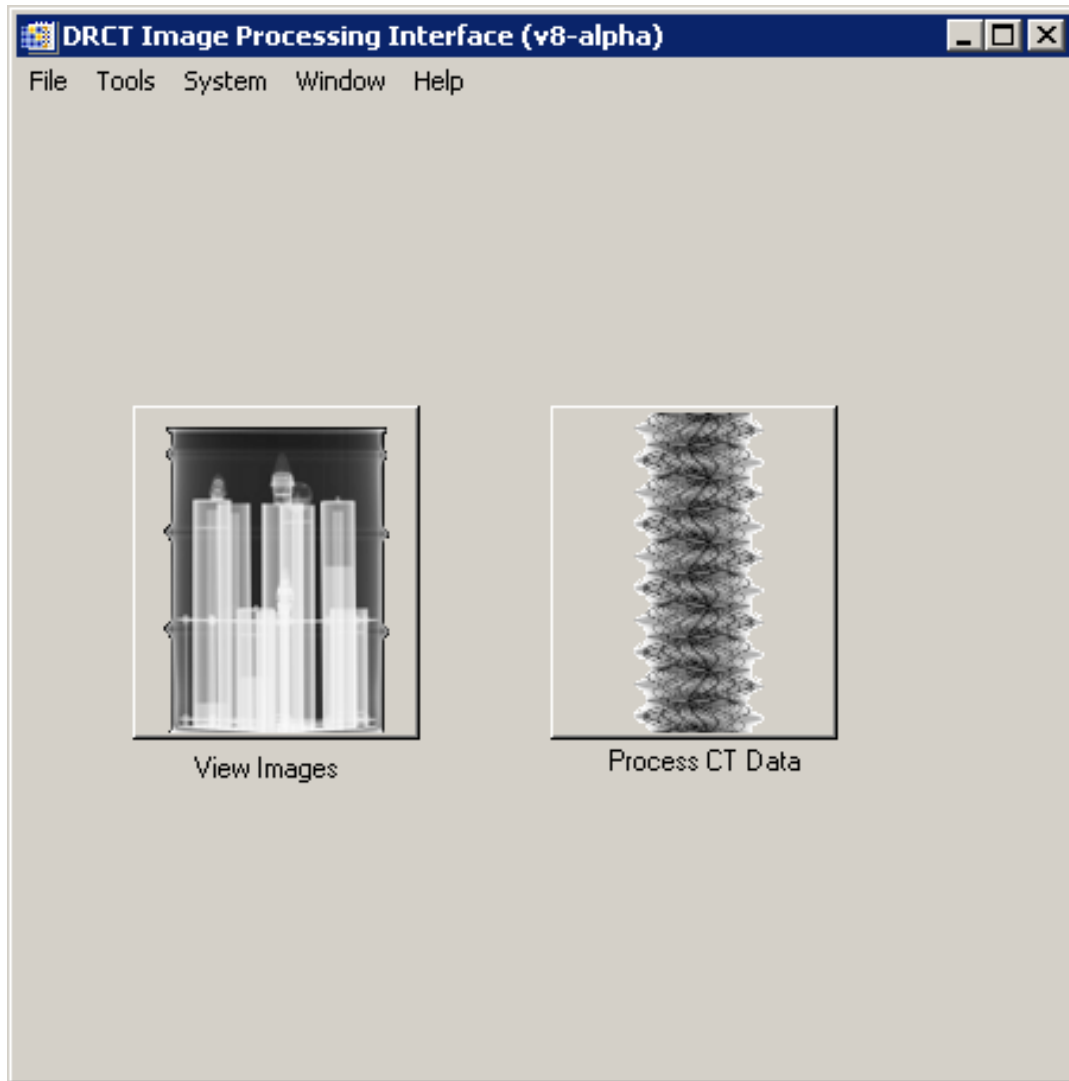 DRCT Image Processing Interface (v8-alpha)
File Tools System Window Help
View Images
Process CT Data